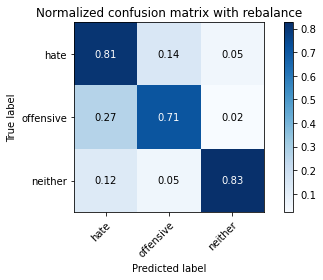 Normalized confusion matrix with rebalance
True label
hate
0.81 0.14 0.05
offensive
0.27 0.71 0.02
neither
0.12 0.05 0.83
hate
offensive
neither
Predicted label
0.8
0.7
0.6
0.5
0.4
0.3
0.2
0.1